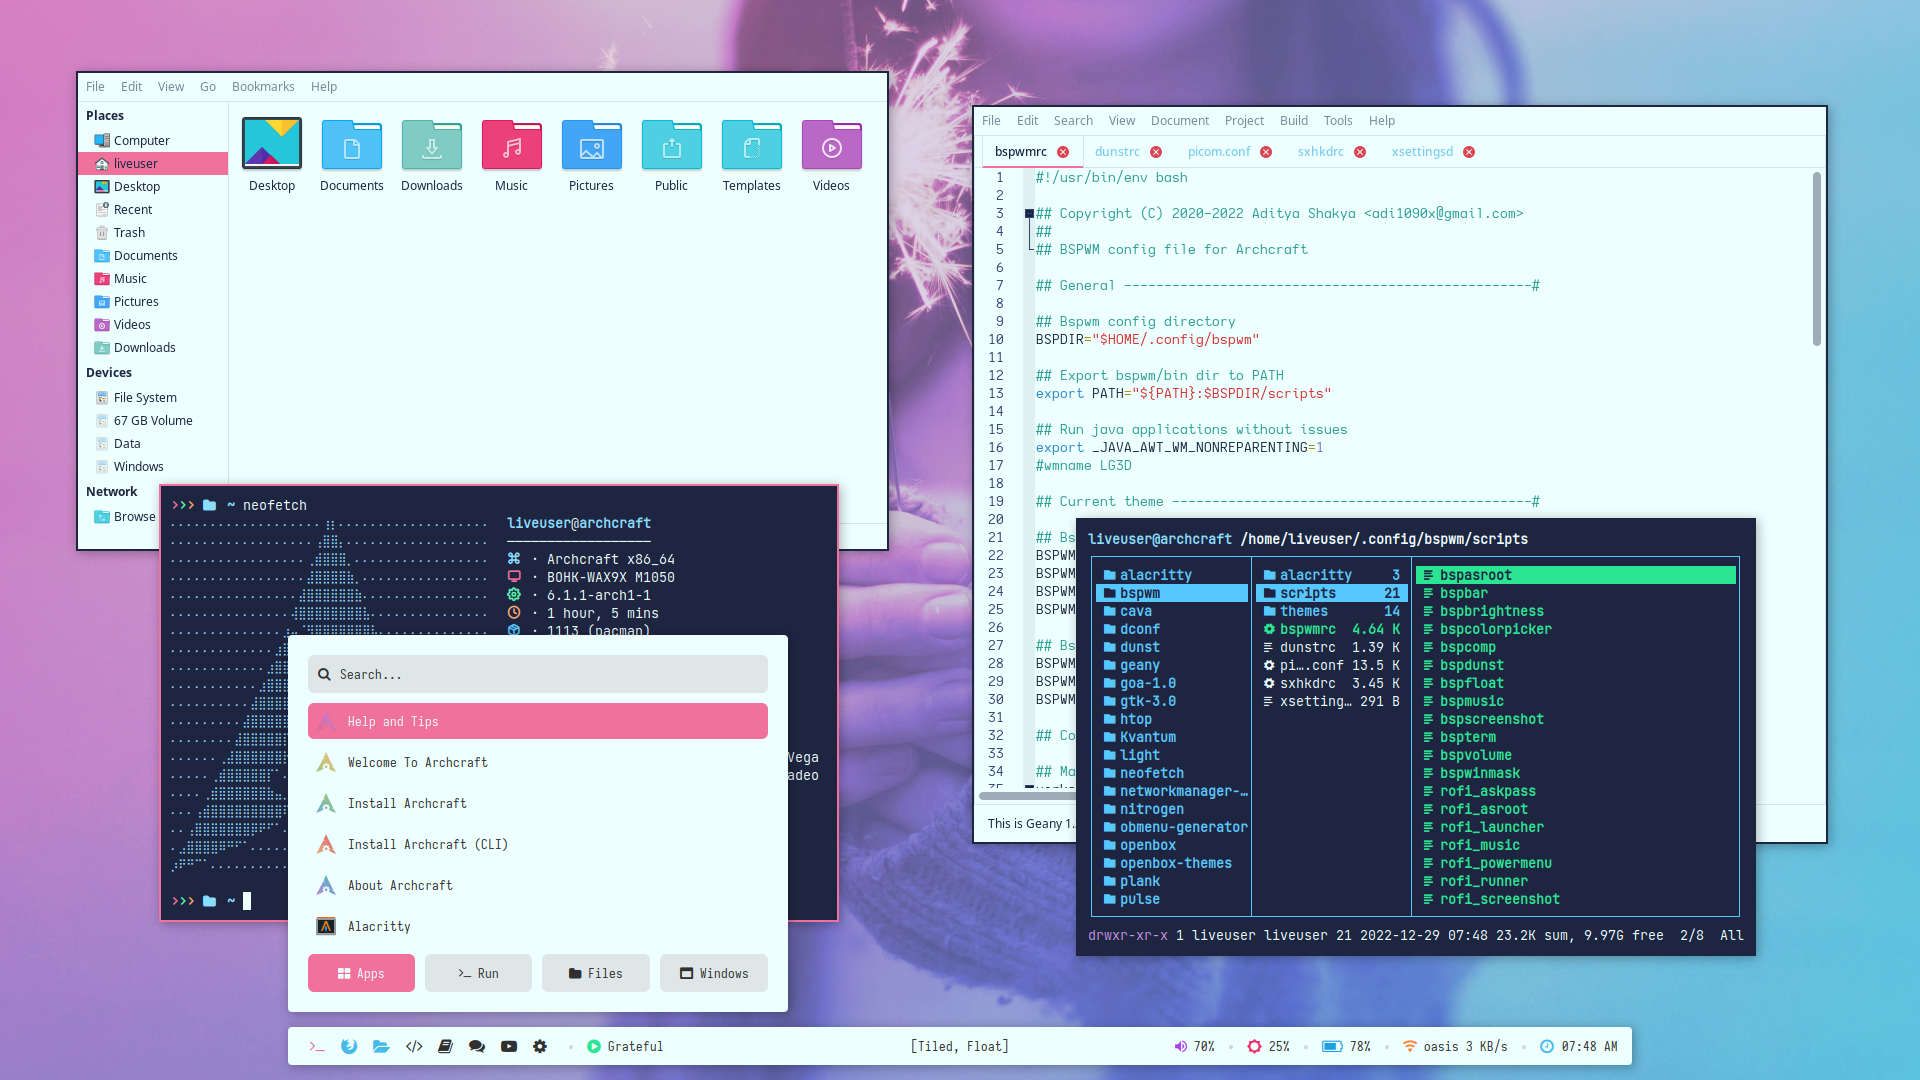 File Edit View Go Bookmarks Help
Places
Computer
liveuser
Desktop
Recent
Trash
Documents
Music
Pictures
Videos
Downloads
Devices
File System
67 GB Volume
Data
Windows
Network
Browse
Desktop Documents Downloads Music Pictures Public Templates Videos
~ neofetch
liveuser@archcraft
· Archcraft x86_64
· BOHK-WAX9X M1050
· 6.1.1-arch1-1
· 1 hour, 5 mins
· 1113 (pacman)
Vega
adeo
~
Search...
Help and Tips
Welcome To Archcraft
Install Archcraft
Install Archcraft (CLI)
About Archcraft
Alacritty
Apps Run Files Windows
File Edit Search View Document Project Build Tools Help
bspwmrc dunstrc picom.conf sxhkdrc xsettingsd
1 #!/usr/bin/env bash
2
3 ## Copyright (C) 2020-2022 Aditya Shakya <adi1090x@gmail.com>
4 ##
5 ## BSPWM config file for Archcraft
6
7 ## General ---------------------------------------------------#
8
9 ## Bspwm config directory
10 BSPDIR="$HOME/.config/bspwm"
11
12 ## Export bspwm/bin dir to PATH
13 export PATH="${PATH}:$BSPDIR/scripts"
14
15 ## Run java applications without issues
16 export _JAVA_AWT_WM_NONREPARENTING=1
17 #wmname LG3D
18
19 ## Current theme ---------------------------------------------#
20
21 ## Bs
22 BSPWM
23 BSPWM
24 BSPWM
25 BSPWM
26
27 ## Bs
28 BSPWM
29 BSPWM
30 BSPWM
31
32 ## Co
33
34 ## Ma
35
This is Geany 1.
liveuser@archcraft /home/liveuser/.config/bspwm/scripts
alacritty
bspwm
cava
dconf
dunst
geany
goa-1.0
gtk-3.0
htop
Kvantum
light
neofetch
networkmanager-…
nitrogen
obmenu-generator
openbox
openbox-themes
plank
pulse
alacritty 3
scripts 21
themes 14
bspwmrc 4.64 K
dunstrc 1.39 K
pi….conf 13.5 K
sxhkdrc 3.45 K
xsetting… 291 B
bspasroot
bspbar
bspbrightness
bspcolorpicker
bspcomp
bspdunst
bspfloat
bspmusic
bspscreenshot
bspterm
bspvolume
bspwinmask
rofi_askpass
rofi_asroot
rofi_launcher
rofi_music
rofi_powermenu
rofi_runner
rofi_screenshot
drwxr-xr-x 1 liveuser liveuser 21 2022-12-29 07:48 23.2K sum, 9.97G free 2/8 All
Grateful [Tiled, Float] 70% 25% 78% oasis 3 KB/s 07:48 AM